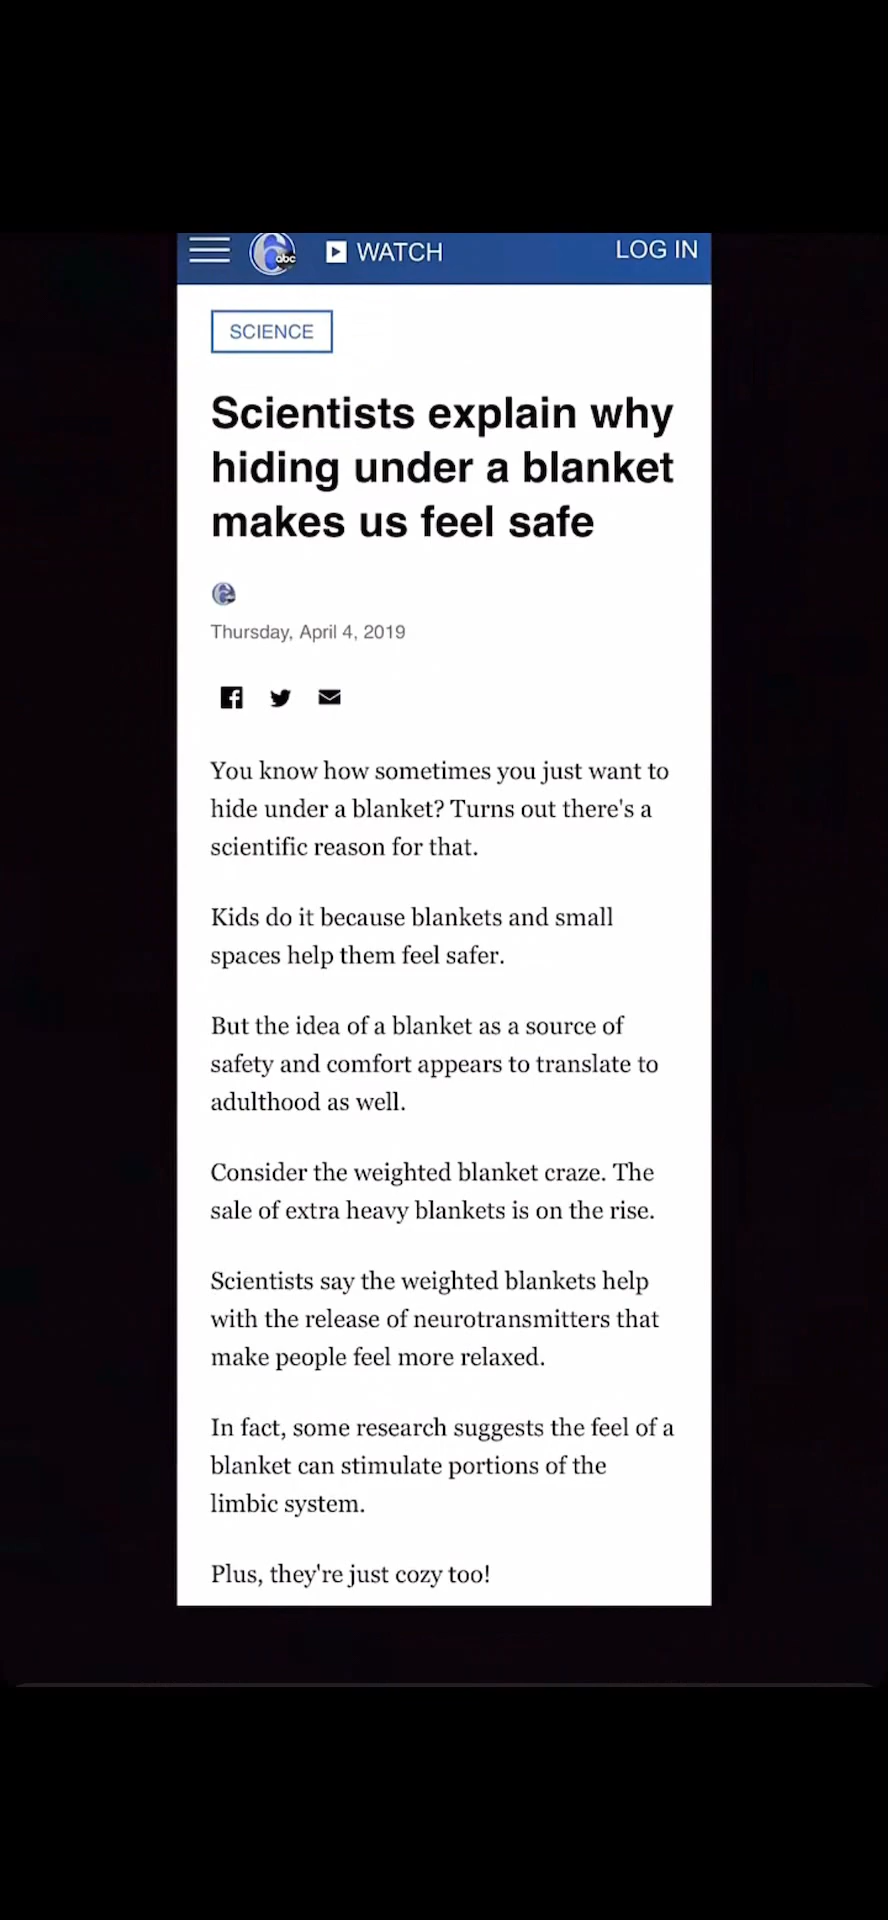 6abc
WATCH
LOG IN
SCIENCE
Scientists explain why
hiding under a blanket
makes us feel safe
Thursday, April 4, 2019
You know how sometimes you just want to
hide under a blanket? Turns out there's a
scientific reason for that.
Kids do it because blankets and small
spaces help them feel safer.
But the idea of a blanket as a source of
safety and comfort appears to translate to
adulthood as well.
Consider the weighted blanket craze. The
sale of extra heavy blankets is on the rise.
Scientists say the weighted blankets help
with the release of neurotransmitters that
make people feel more relaxed.
In fact, some research suggests the feel of a
blanket can stimulate portions of the
limbic system.
Plus, they're just cozy too!